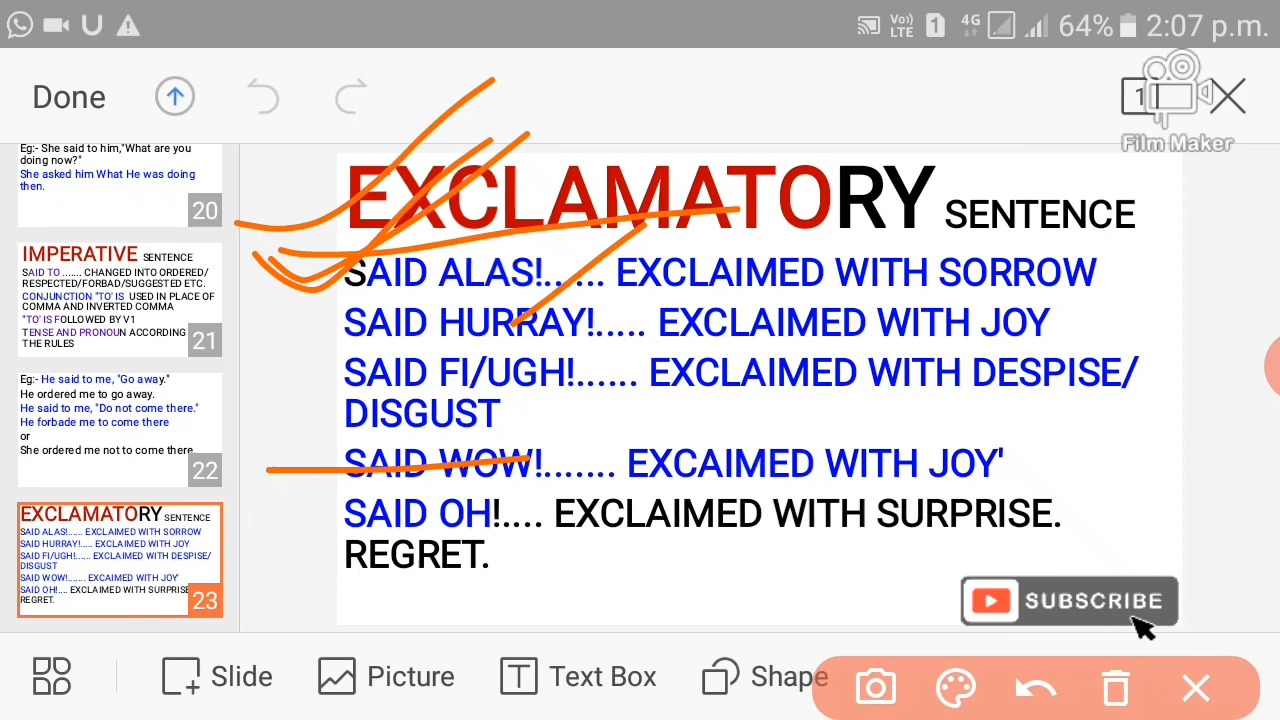 Vo)) LTE 1 4G 64% 2:07 p.m.
Done
1
Film Maker
Eg:- She said to him,"What are you
doing now?"
She asked him What He was doing
then.
20
IMPERATIVE SENTENCE
SAID TO ....... CHANGED INTO ORDERED/
RESPECTED/FORBAD/SUGGESTED ETC.
CONJUNCTION "TO' IS USED IN PLACE OF
COMMA AND INVERTED COMMA
"TO' IS FOLLOWED BY V1
TENSE AND PRONOUN ACCORDING
THE RULES
21
Eg:- He said to me, "Go away."
He ordered me to go away.
He said to me, "Do not come there."
He forbade me to come there
or
She ordered me not to come there
22
EXCLAMATORY SENTENCE
SAID ALAS!...... EXCLAIMED WITH SORROW
SAID HURRAY!..... EXCLAIMED WITH JOY
SAID FI/UGH!...... EXCLAIMED WITH DESPISE/
DISGUST
SAID WOW!....... EXCAIMED WITH JOY'
SAID OH!.... EXCLAIMED WITH SURPRISE
REGRET.
23
EXCLAMATORY SENTENCE
SAID ALAS!...... EXCLAIMED WITH SORROW
SAID HURRAY!..... EXCLAIMED WITH JOY
SAID FI/UGH!...... EXCLAIMED WITH DESPISE/
DISGUST
SAID WOW!....... EXCAIMED WITH JOY'
SAID OH!.... EXCLAIMED WITH SURPRISE.
REGRET.
SUBSCRIBE
Slide
Picture
T Text Box
Shape